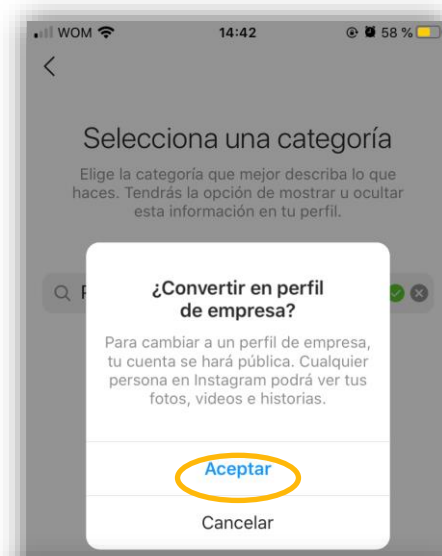 WOM 14:42 58 %
Selecciona una categoría
Elige la categoría que mejor describa lo que
haces. Tendrás la opción de mostrar u ocultar
esta información en tu perfil.
¿Convertir en perfil
de empresa?
Para cambiar a un perfil de empresa,
tu cuenta se hará pública. Cualquier
persona en Instagram podrá ver tus
fotos, videos e historias.
Aceptar
Cancelar